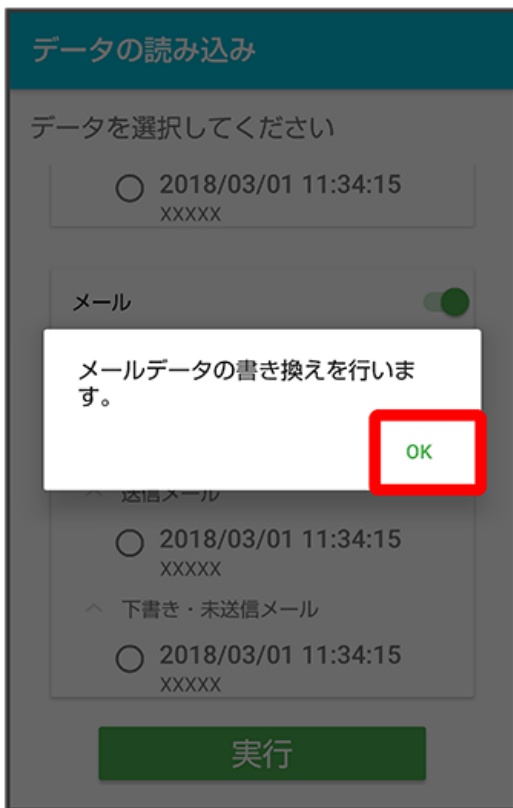 データの読み込み
データを選択してください
2018/03/01 11:34:15
XXXXX
メール
メールデータの書き換えを行いま
す。
OK
送信メール
2018/03/01 11:34:15
XXXXX
下書き・未送信メール
2018/03/01 11:34:15
XXXXX
実行